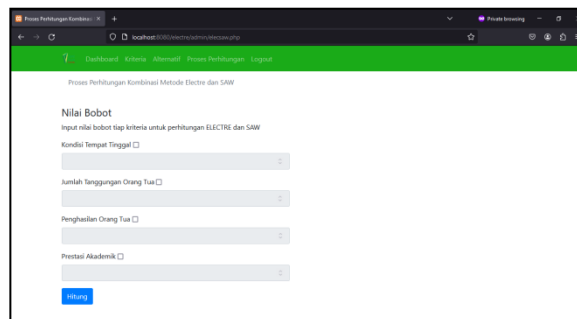 Proses Perhitungan Kombinasi
Private browsing
localhost:8080/electre/admin/elecsaw.php
Dashboard Kriteria Alternatif Proses Perhitungan Logout
Proses Perhitungan Kombinasi Metode Electre dan SAW
Nilai Bobot
Input nilai bobot tiap kriteria untuk perhitungan ELECTRE dan SAW
Kondisi Tempat Tinggal
Jumlah Tanggungan Orang Tua
Penghasilan Orang Tua
Prestasi Akademik
Hitung